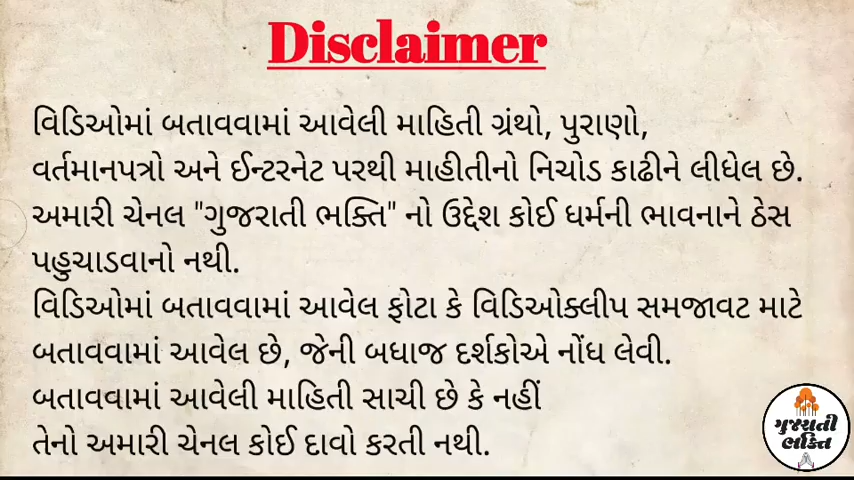 Disclaimer
વિડિઓમાં બતાવવામાં આવેલી માહિતી ગ્રંથો, પુરાણો,
વર્તમાનપત્રો અને ઈન્ટરનેટ પરથી માહીતીનો નિચોડ કાઢીને લીધેલ છે.
અમારી ચેનલ "ગુજરાતી ભક્તિ" નો ઉદ્દેશ કોઈ ધર્મની ભાવનાને ઠેસ
પહુચાડવાનો નથી.
વિડિઓમાં બતાવવામાં આવેલ ફોટા કે વિડિઓક્લીપ સમજાવટ માટે
બતાવવામાં આવેલ છે, જેની બધાજ દર્શકોએ નોંધ લેવી.
બતાવવામાં આવેલી માહિતી સાચી છે કે નહીં
તેનો અમારી ચેનલ કોઈ દાવો કરતી નથી.
ગુજરાતી
ભક્તિ